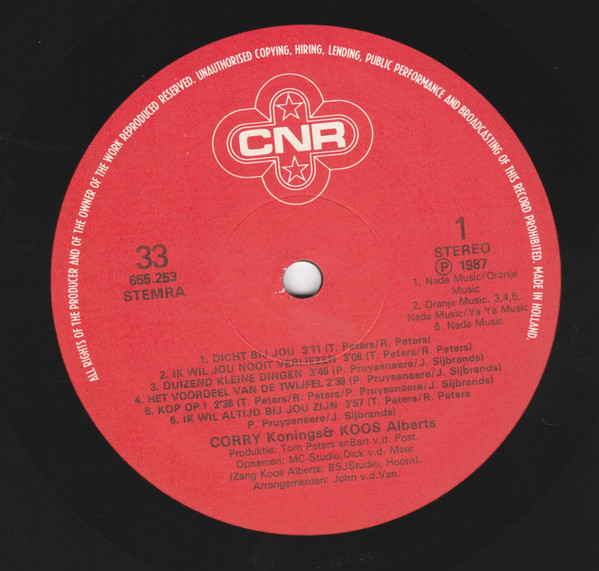 ALL RIGHTS OF THE PRODUCER AND OF THE OWNER OF THE WORK REPRODUCED RESERVED. UNAUTHORISED COPYING, HIRING, LENDING, PUBLIC PERFORMANCE AND BROADCASTING OF THIS RECORD PROHIBITED. MADE IN HOLLAND.
CNR
33
655.253
STEMRA
1
STEREO
Ⓟ 1987
1. Nada Music/Oranje
Music
2. Oranje Music, 3,4,5,
Nada Music/Ya Ya Music
6. Nada Music
1. DICHT BIJ JOU 3'11 (T. Peters/R. Peters)
2. IK WIL JOU NOOIT VERLIEZEN 3'08 (T. Peters/R. Peters)
3. DUIZEND KLEINE DINGEN 3'46 (P. Pruysenaere/J. Sijbrands)
4. HET VOORDEEL VAN DE TWIJFEL 2'39 (P. Pruysenaere/J. Sijbrands)
5. KOP OP! 2'36 (T. Peters/R. Peters/P. Pruysenaere/J. Sijbrands)
6. IK WIL ALTIJD BIJ JOU ZIJN 3'57 (T. Peters/R. Peters
P. Pruysenaere/J. Sijbrands)
CORRY Konings& KOOS Alberts
Produktie: Tom Peters enBart v.d. Post.
Opnamen: MC-Studio,Dick v.d. Meer
(Zang Koos Alberts: BSJStudio, Hoorn).
Arrangementen: John v.d.Ven.